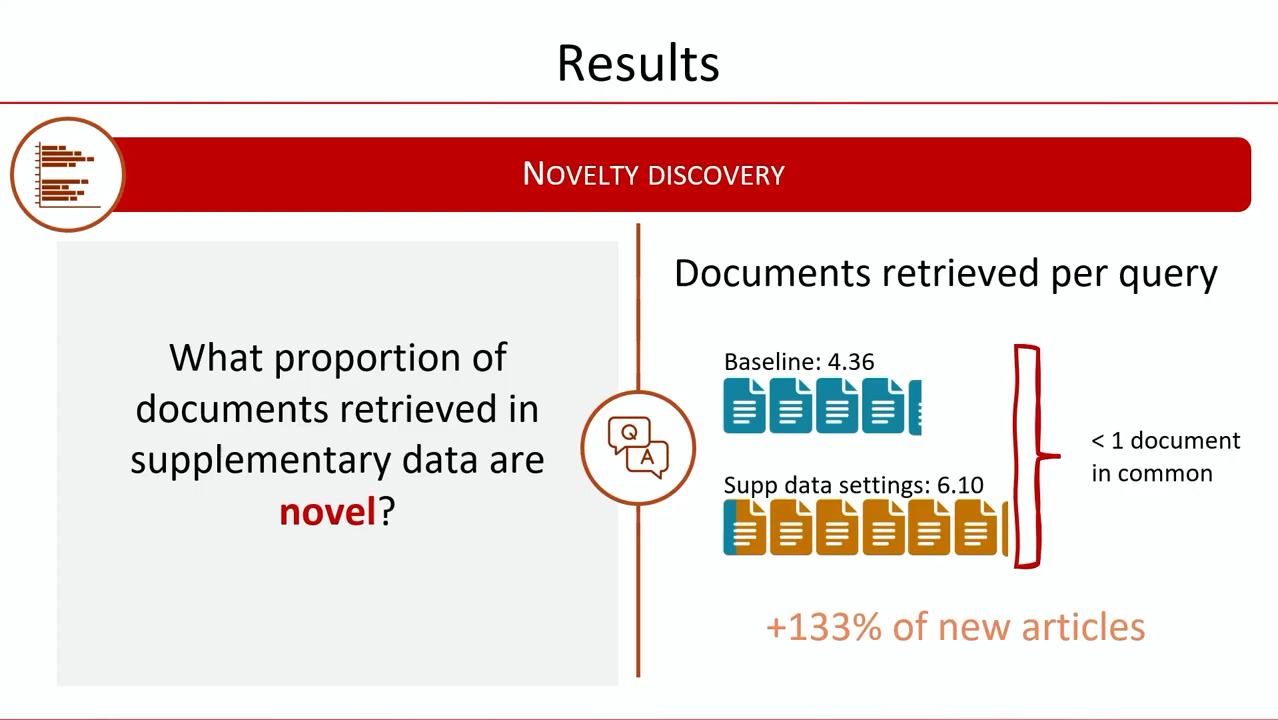 Results
NOVELTY DISCOVERY
What proportion of
documents retrieved in
supplementary data are
novel?
Q
A
Documents retrieved per query
Baseline: 4.36
Supp data settings: 6.10
< 1 document
in common
+133% of new articles